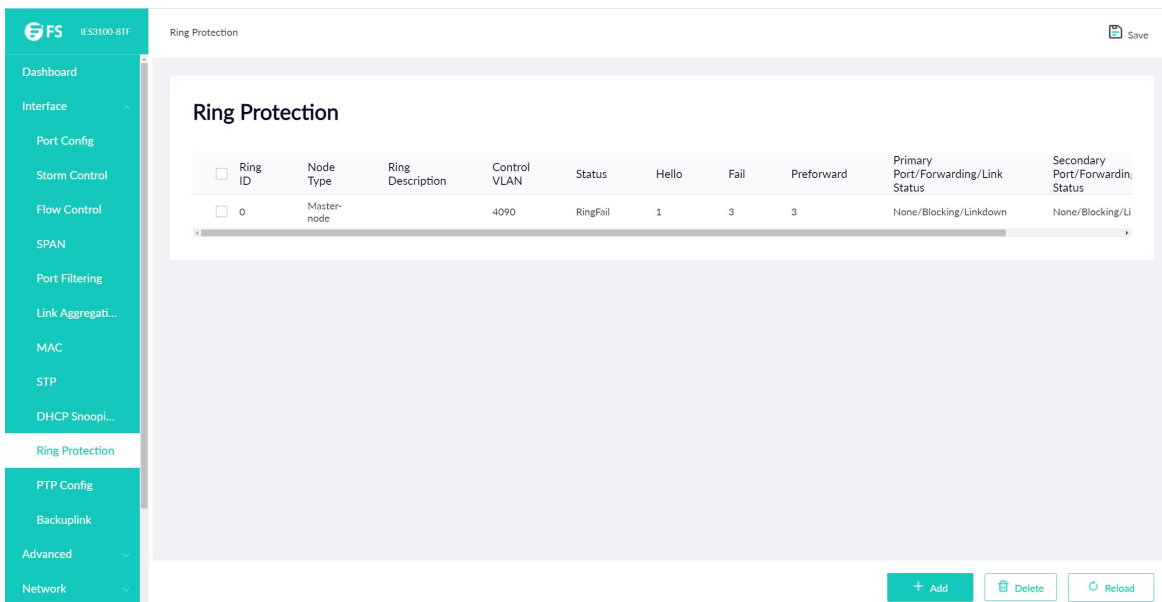 FS IES3100-8TF
Ring Protection
Save
Dashboard
Interface
Port Config
Storm Control
Flow Control
SPAN
Port Filtering
Link Aggregati...
MAC
STP
DHCP Snoopi...
Ring Protection
PTP Config
Backuplink
Advanced
Network
Ring Protection
Ring
ID
Node
Type
Ring
Description
Control
VLAN
Status
Hello
Fail
Preforward
Primary
Port/Forwarding/Link
Status
Secondary
Port/Forwarding
Status
0
Master-
node
4090
RingFail
1
3
3
None/Blocking/Linkdown
None/Blocking/Li
+ Add
Delete
Reload